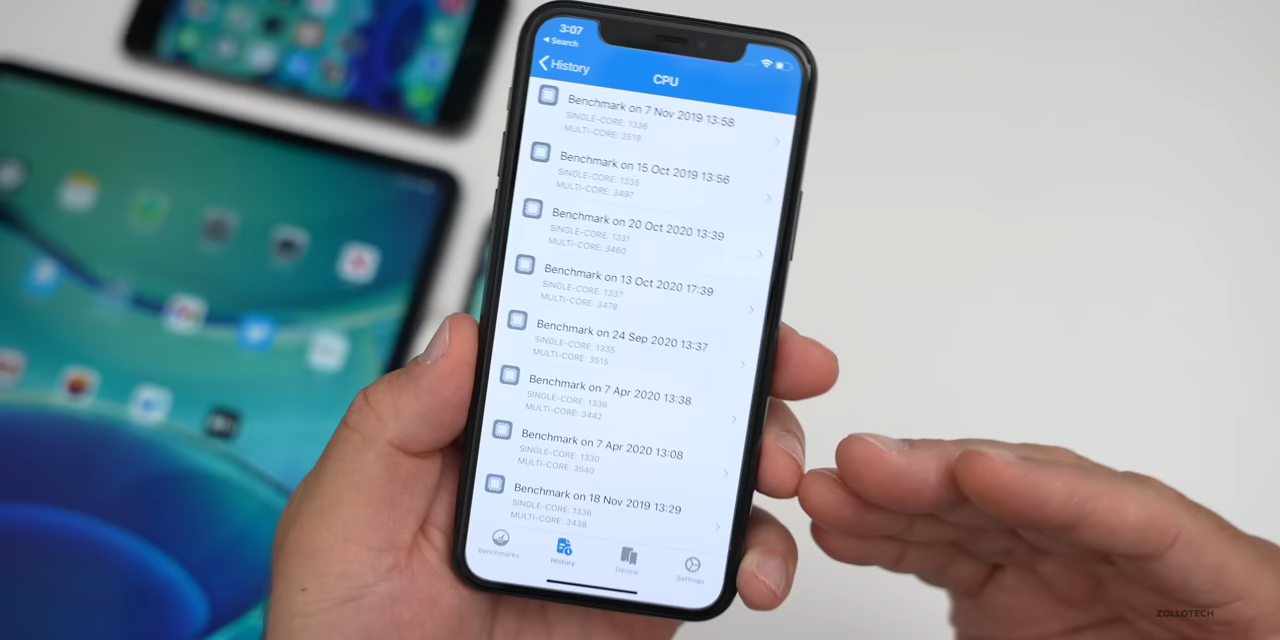 3:07
Search
History
CPU
Benchmark on 7 Nov 2019 13:58
SINGLE-CORE: 1336
MULTI-CORE: 3519
Benchmark on 15 Oct 2019 13:56
SINGLE-CORE: 1335
MULTI-CORE: 3497
Benchmark on 20 Oct 2020 13:39
SINGLE-CORE: 1331
MULTI-CORE: 3460
Benchmark on 13 Oct 2020 17:39
SINGLE-CORE: 1337
MULTI-CORE: 3478
Benchmark on 24 Sep 2020 13:37
SINGLE-CORE: 1335
MULTI-CORE: 3515
Benchmark on 7 Apr 2020 13:38
SINGLE-CORE: 1336
MULTI-CORE: 3442
Benchmark on 7 Apr 2020 13:08
SINGLE-CORE: 1330
MULTI-CORE: 3540
Benchmark on 18 Nov 2019 13:29
SINGLE-CORE: 1336
MULTI-CORE: 3438
Benchmarks
History
Device
Settings
ZOLLOTECH